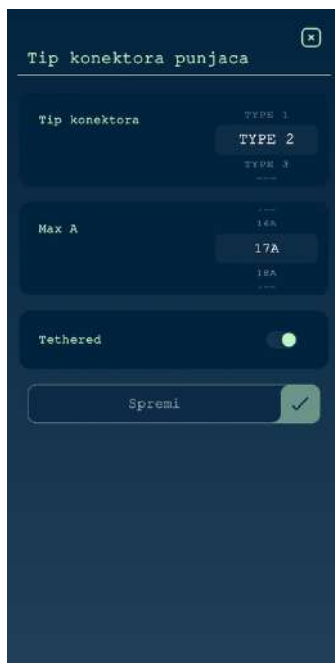 Tip konektora punjaca
TYPE 1
Tip konektora
TYPE 2
TYPE 3
---
---
16A
Max A
17A
18A
---
Tethered
Spremi